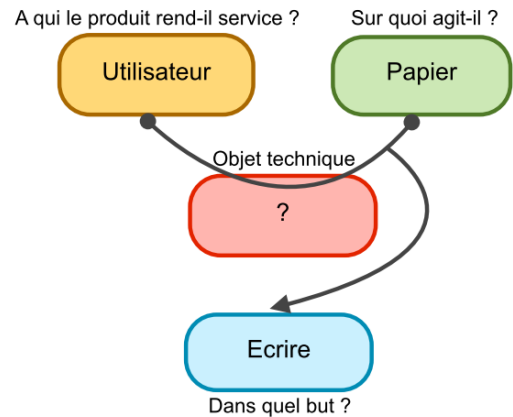 A qui le produit rend-il service ?
Sur quoi agit-il ?
Utilisateur
Papier
Objet technique
?
Ecrire
Dans quel but ?